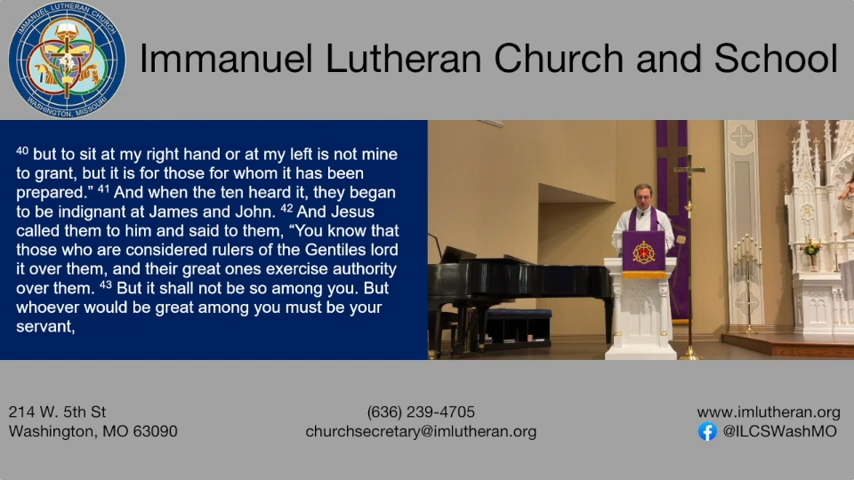 IMMANUEL LUTHERAN CHURCH
WASHINGTON, MISSOURI
Immanuel Lutheran Church and School
40 but to sit at my right hand or at my left is not mine
to grant, but it is for those for whom it has been
prepared.” 41 And when the ten heard it, they began
to be indignant at James and John. 42 And Jesus
called them to him and said to them, “You know that
those who are considered rulers of the Gentiles lord
it over them, and their great ones exercise authority
over them. 43 But it shall not be so among you. But
whoever would be great among you must be your
servant,
214 W. 5th St
Washington, MO 63090
(636) 239-4705
churchsecretary@imlutheran.org
www.imlutheran.org
@ILCSWashMO